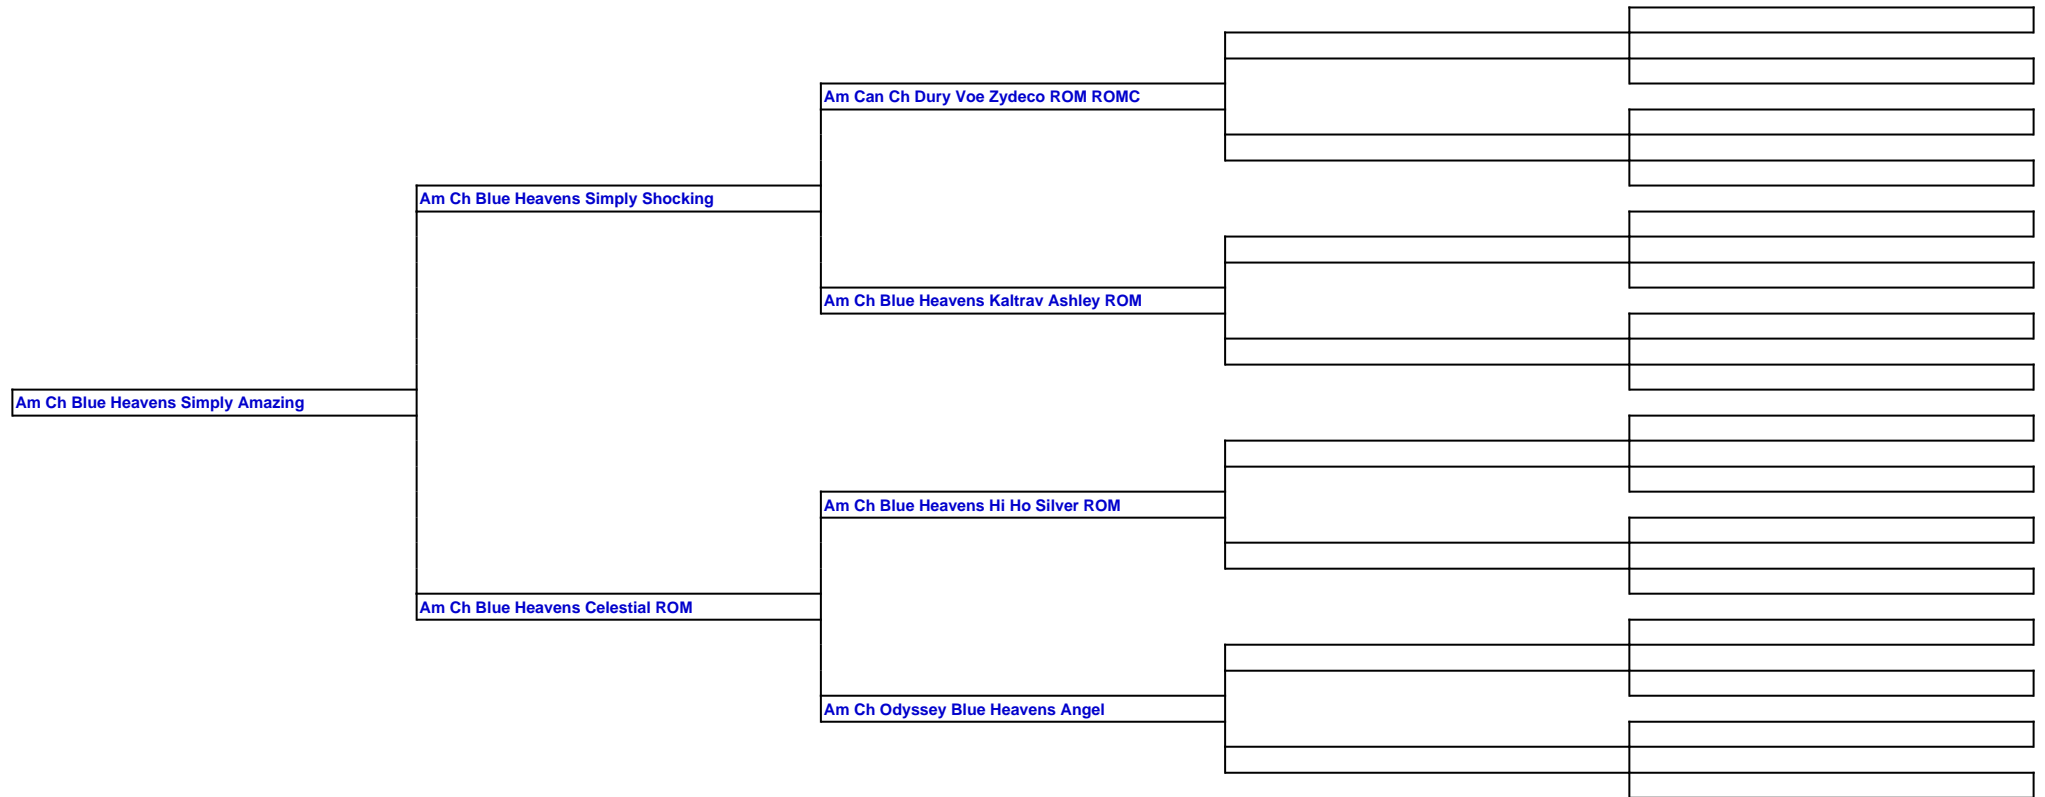 Am Can Ch Dury Voe Zydeco ROM ROMC
Am Ch Blue Heavens Simply Shocking
Am Ch Blue Heavens Kaltrav Ashley ROM
Am Ch Blue Heavens Simply Amazing
Am Ch Blue Heavens Hi Ho Silver ROM
Am Ch Blue Heavens Celestial ROM
Am Ch Odyssey Blue Heavens Angel